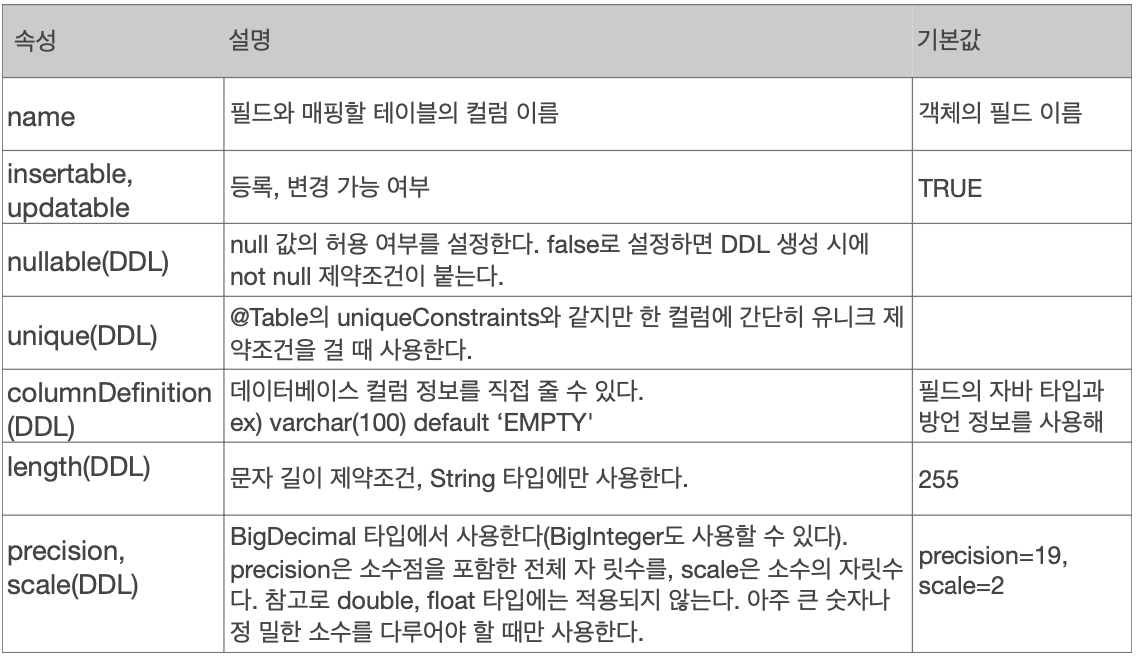 속성 설명 기본값
name 필드와 매핑할 테이블의 컬럼 이름 객체의 필드 이름
insertable,
updatable
등록, 변경 가능 여부 TRUE
nullable(DDL)
null 값의 허용 여부를 설정한다. false로 설정하면 DDL 생성 시에
not null 제약조건이 붙는다.
unique(DDL)
@Table의 uniqueConstraints와 같지만 한 컬럼에 간단히 유니크 제
약조건을 걸 때 사용한다.
columnDefinition
(DDL)
데이터베이스 컬럼 정보를 직접 줄 수 있다.
ex) varchar(100) default ‘EMPTY'
필드의 자바 타입과
방언 정보를 사용해
length(DDL)
문자 길이 제약조건, String 타입에만 사용한다. 255
precision,
scale(DDL)
BigDecimal 타입에서 사용한다(BigInteger도 사용할 수 있다).
precision은 소수점을 포함한 전체 자 릿수를, scale은 소수의 자릿수
다. 참고로 double, float 타입에는 적용되지 않는다. 아주 큰 숫자나
정 밀한 소수를 다루어야 할 때만 사용한다.
precision=19,
scale=2